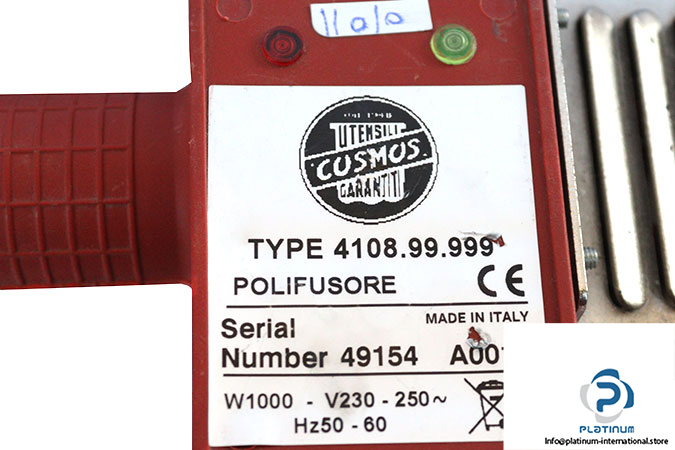 11010
UTENSILI
COSMOS
GARANTITI
TYPE 4108.99.999
POLIFUSORE CE
MADE IN ITALY
Serial
Number 49154 A00
W1000 - V230 - 250~
Hz50 - 60
PLATINUM
Info@platinum-international.store